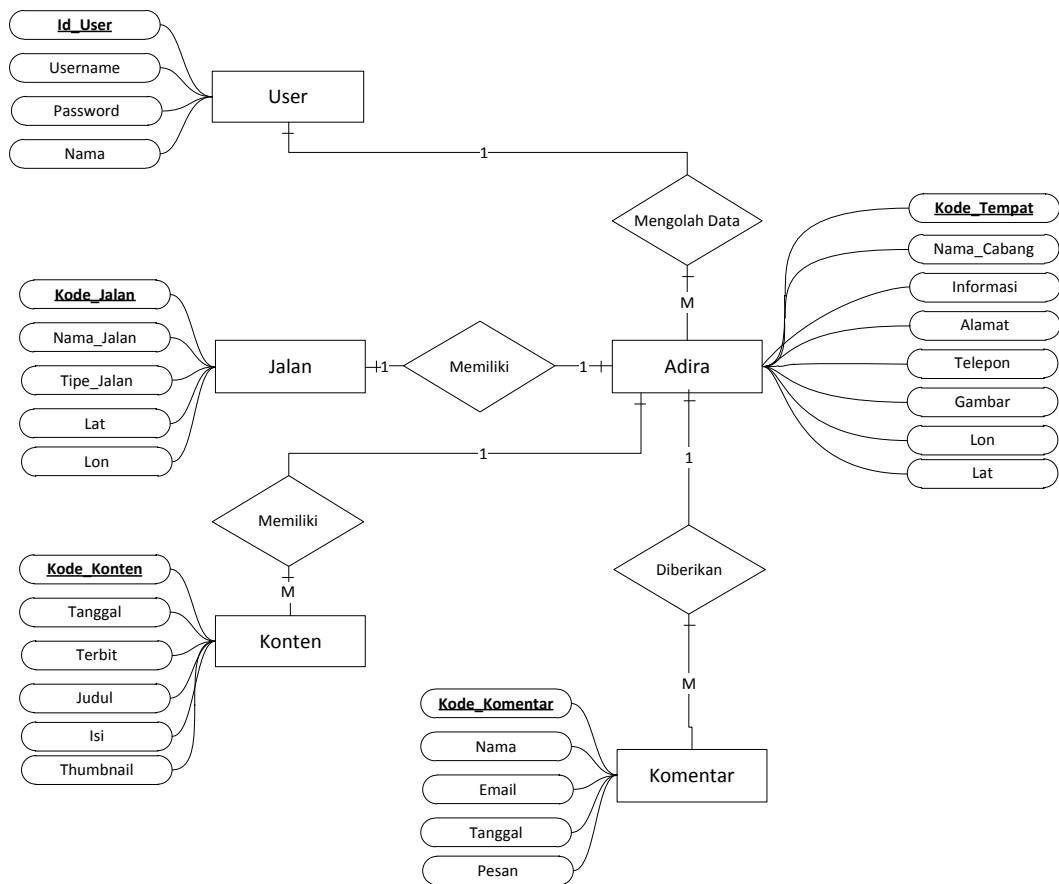 Id_User
Username
Password
Nama
User
1
Mengolah Data
M
Kode_Tempat
Nama_Cabang
Informasi
Alamat
Telepon
Gambar
Lon
Lat
Kode_Jalan
Nama_Jalan
Tipe_Jalan
Lat
Lon
Jalan
1
Memiliki
1
Adira
1
Memiliki
M
1
Diberikan
M
Kode_Konten
Tanggal
Terbit
Judul
Isi
Thumbnail
Konten
Kode_Komentar
Nama
Email
Tanggal
Pesan
Komentar